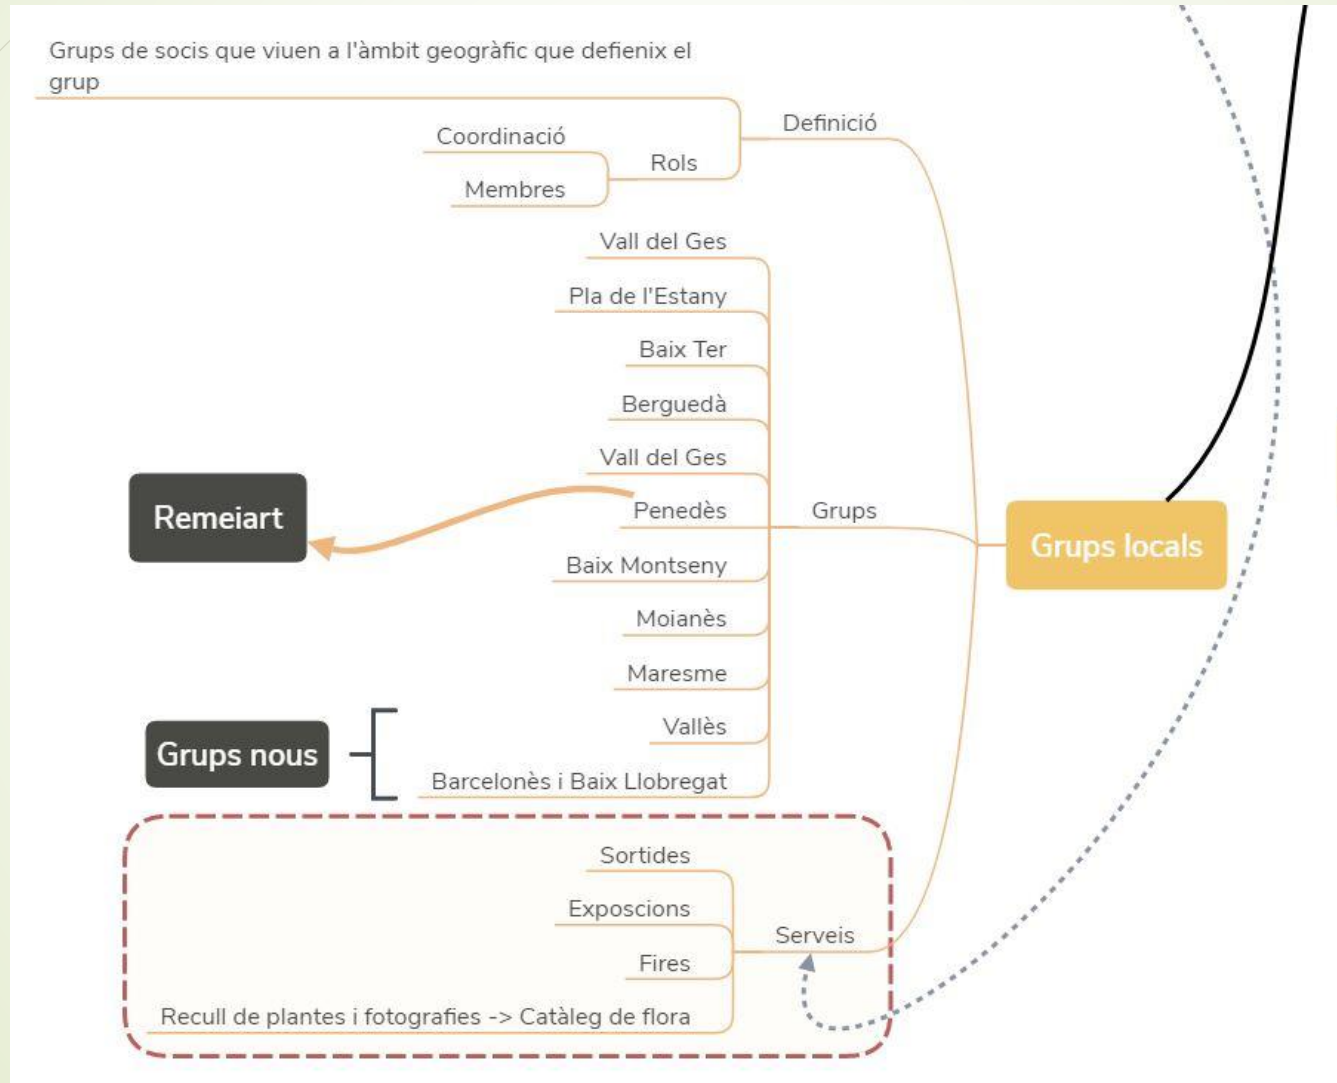 Grups de socis que viuen a l'àmbit geogràfic que defienix el
grup
Definició
Coordinació
Rols
Membres
Vall del Ges
Pla de l'Estany
Baix Ter
Berguedà
Vall del Ges
Remeiart
Penedès
Grups
Grups locals
Baix Montseny
Moianès
Maresme
Vallès
Grups nous
Barcelonès i Baix Llobregat
Sortides
Exposcions
Serveis
Fires
Recull de plantes i fotografies -> Catàleg de flora